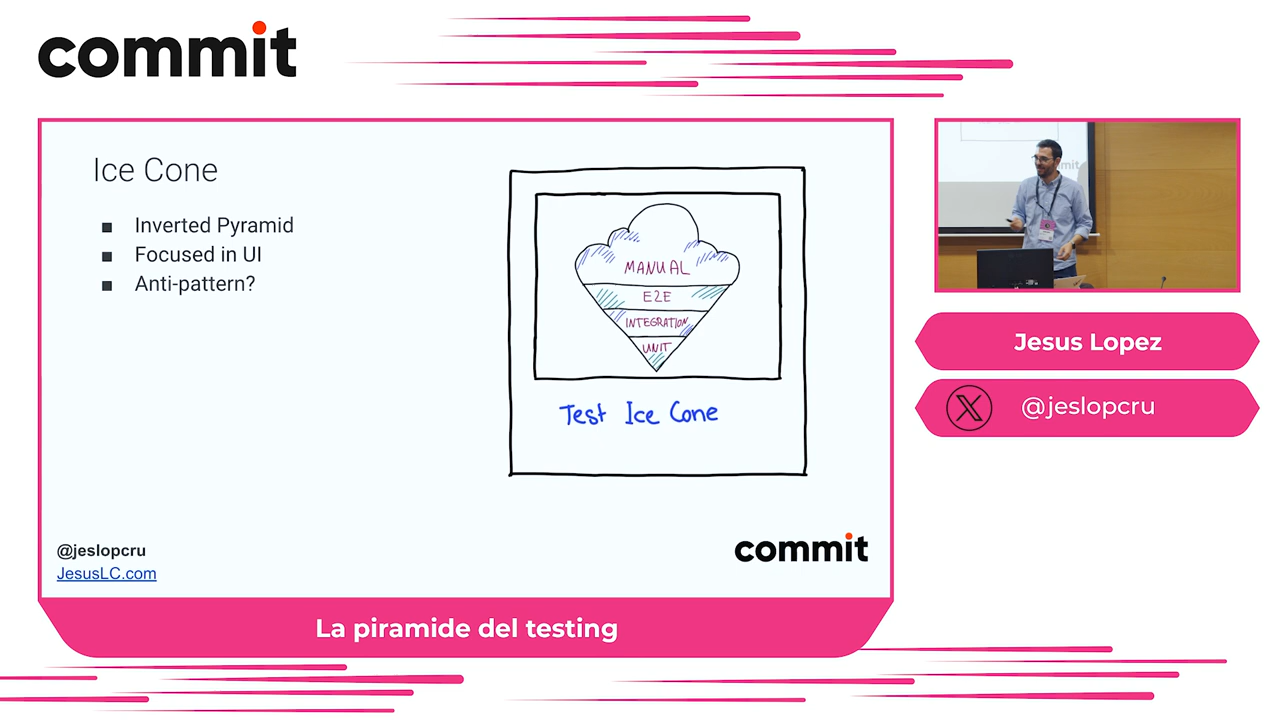 commit
Ice Cone
Inverted Pyramid
Focused in UI
Anti-pattern?
MANUAL
E2E
INTEGRATION
UNIT
Test Ice Cone
@jeslopcru
JesusLC.com
commit
La piramide del testing
Jesus Lopez
@jeslopcru